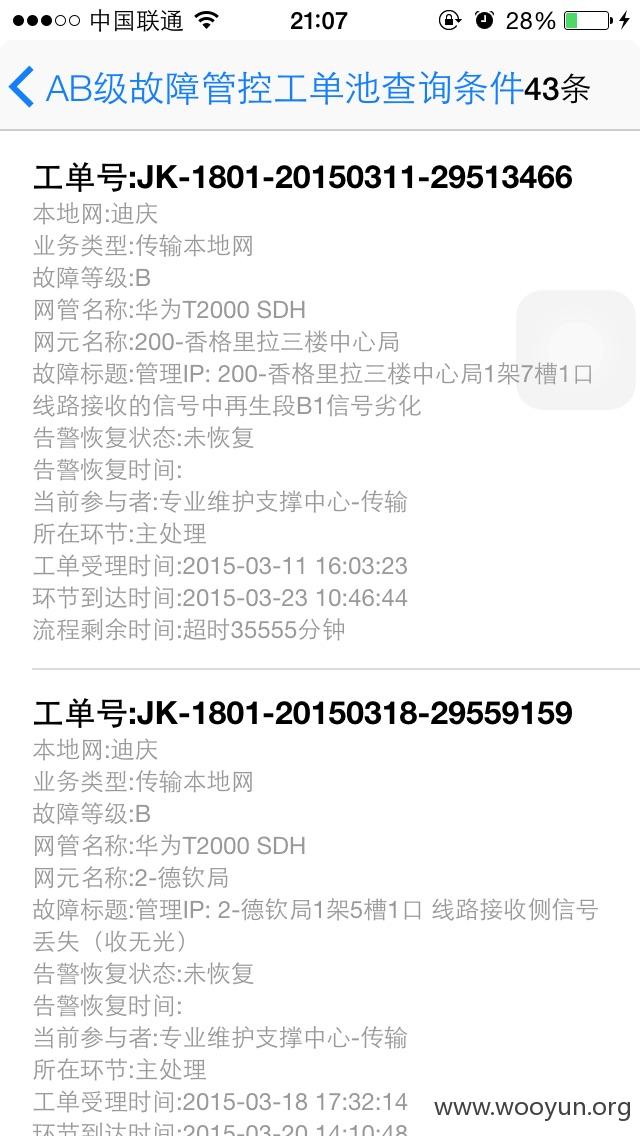 中国联通 21:07 28%
AB级故障管控工单池查询条件43条
工单号:JK-1801-20150311-29513466
本地网:迪庆
业务类型:传输本地网
故障等级:B
网管名称:华为T2000 SDH
网元名称:200-香格里拉三楼中心局
故障标题:管理IP: 200-香格里拉三楼中心局1架7槽1口
线路接收的信号中再生段B1信号劣化
告警恢复状态:未恢复
告警恢复时间:
当前参与者:专业维护支撑中心-传输
所在环节:主处理
工单受理时间:2015-03-11 16:03:23
环节到达时间:2015-03-23 10:46:44
流程剩余时间:超时35555分钟
工单号:JK-1801-20150318-29559159
本地网:迪庆
业务类型:传输本地网
故障等级:B
网管名称:华为T2000 SDH
网元名称:2-德钦局
故障标题:管理IP: 2-德钦局1架5槽1口 线路接收侧信号
丢失（收无光）
告警恢复状态:未恢复
告警恢复时间:
当前参与者:专业维护支撑中心-传输
所在环节:主处理
工单受理时间:2015-03-18 17:32:14
www.wooyun.org
环节到达时间:2015-03-20 14:10:48